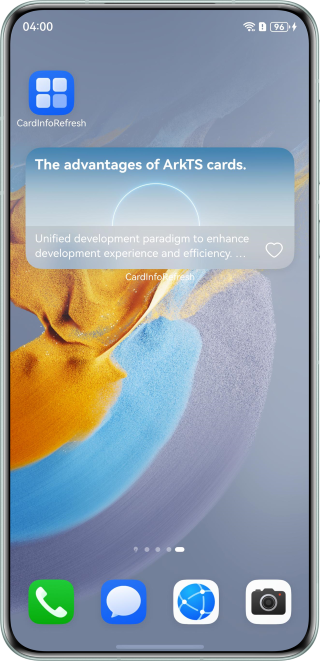 04:00
96
CardInfoRefresh
The advantages of ArkTS cards.
Unified development paradigm to enhance
development experience and efficiency. ...
CardInfoRefresh